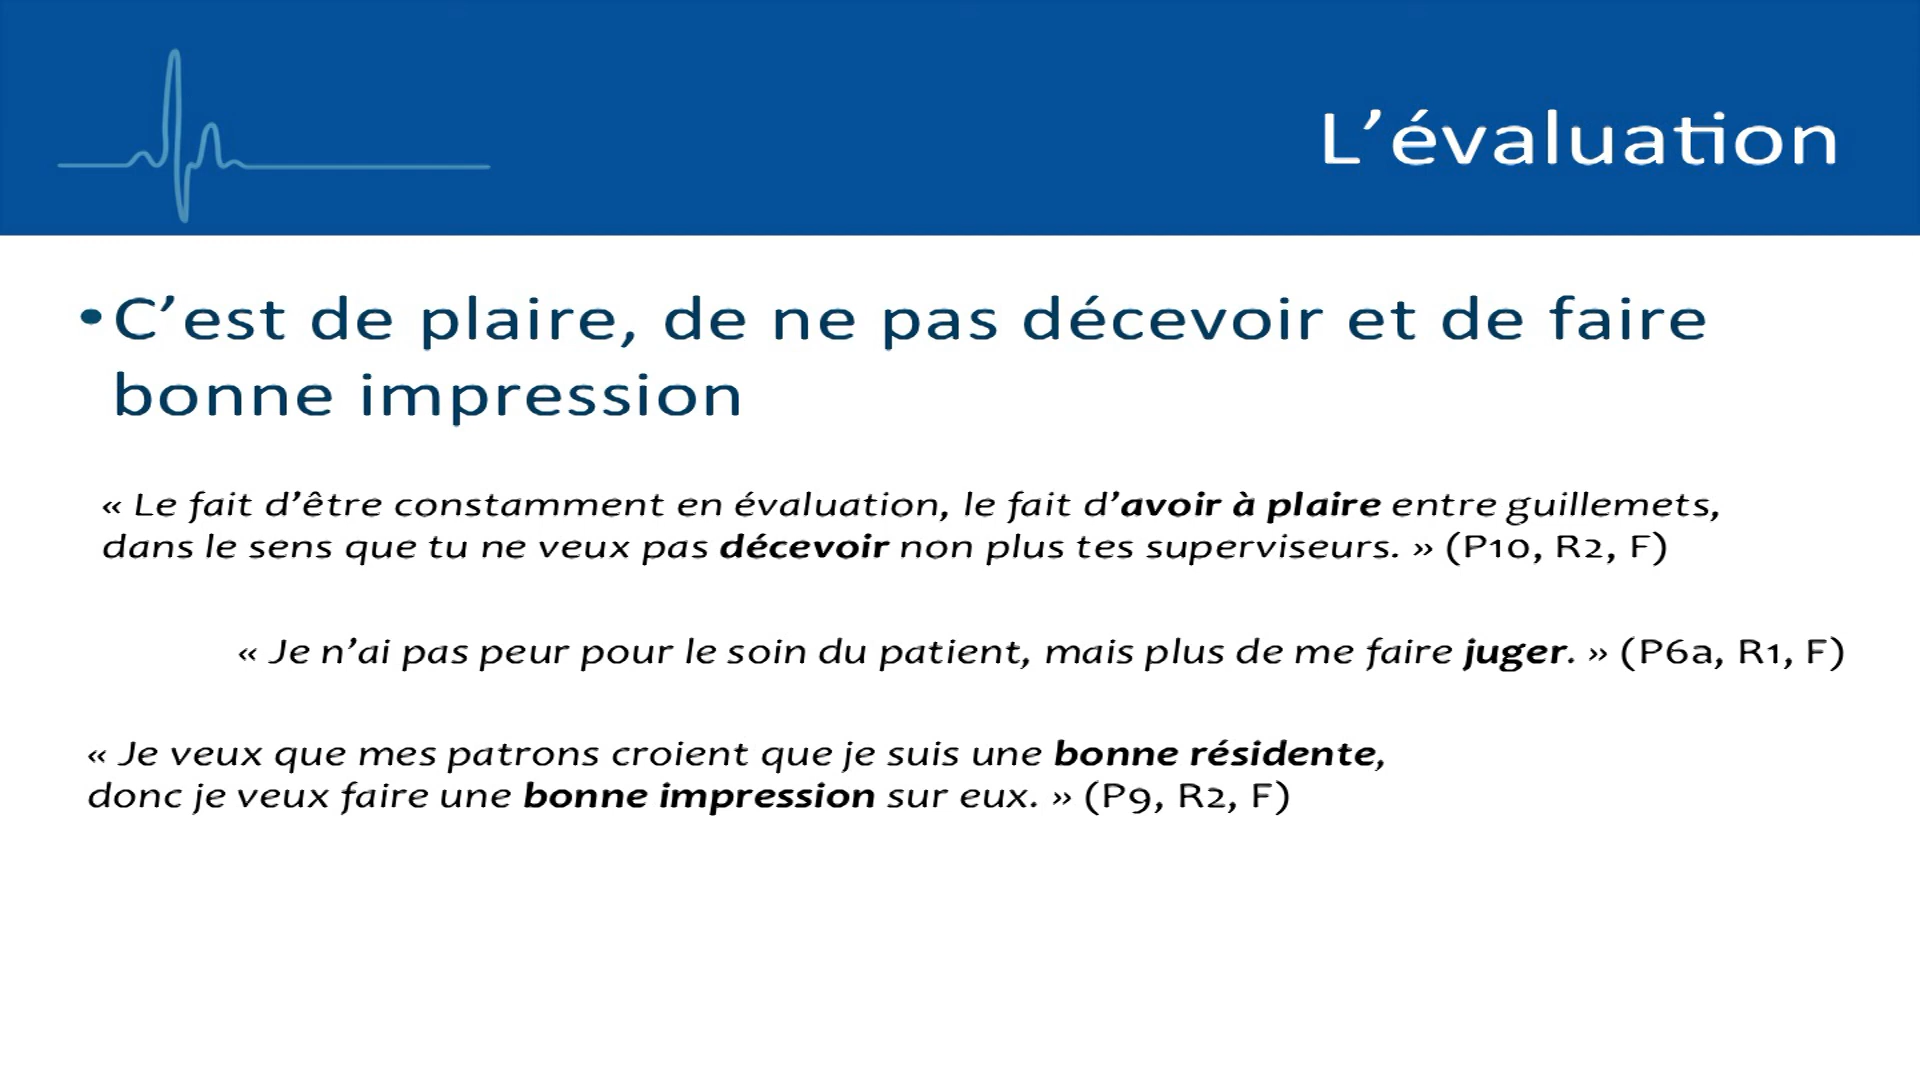 L’évaluation
•C’est de plaire, de ne pas décevoir et de faire
bonne impression
« Le fait d’être constamment en évaluation, le fait d’avoir à plaire entre guillemets,
dans le sens que tu ne veux pas décevoir non plus tes superviseurs. » (P10, R2, F)
« Je n’ai pas peur pour le soin du patient, mais plus de me faire juger. » (P6a, R1, F)
« Je veux que mes patrons croient que je suis une bonne résidente,
donc je veux faire une bonne impression sur eux. » (P9, R2, F)